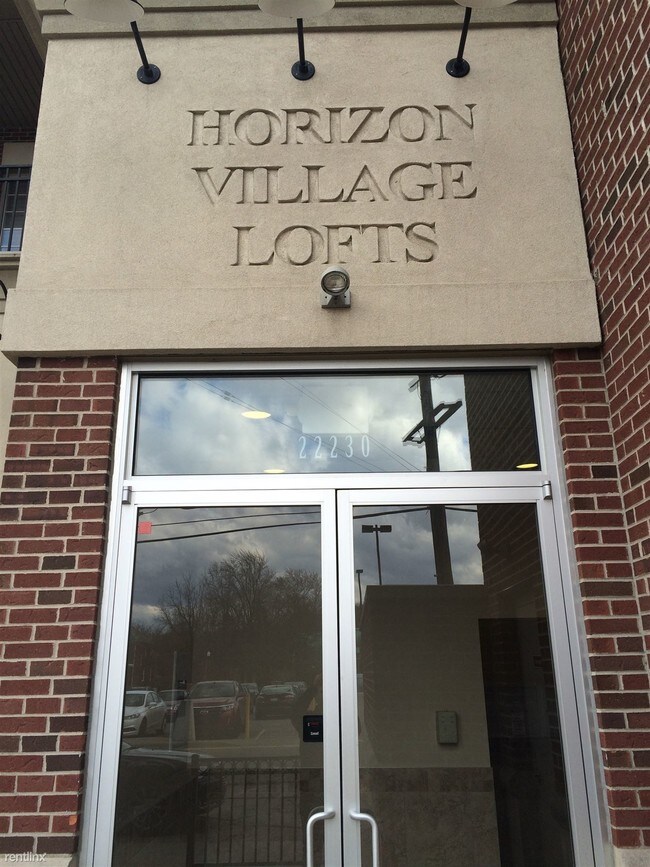 HORIZON
VILLAGE
LOFTS
22230
rentlinx